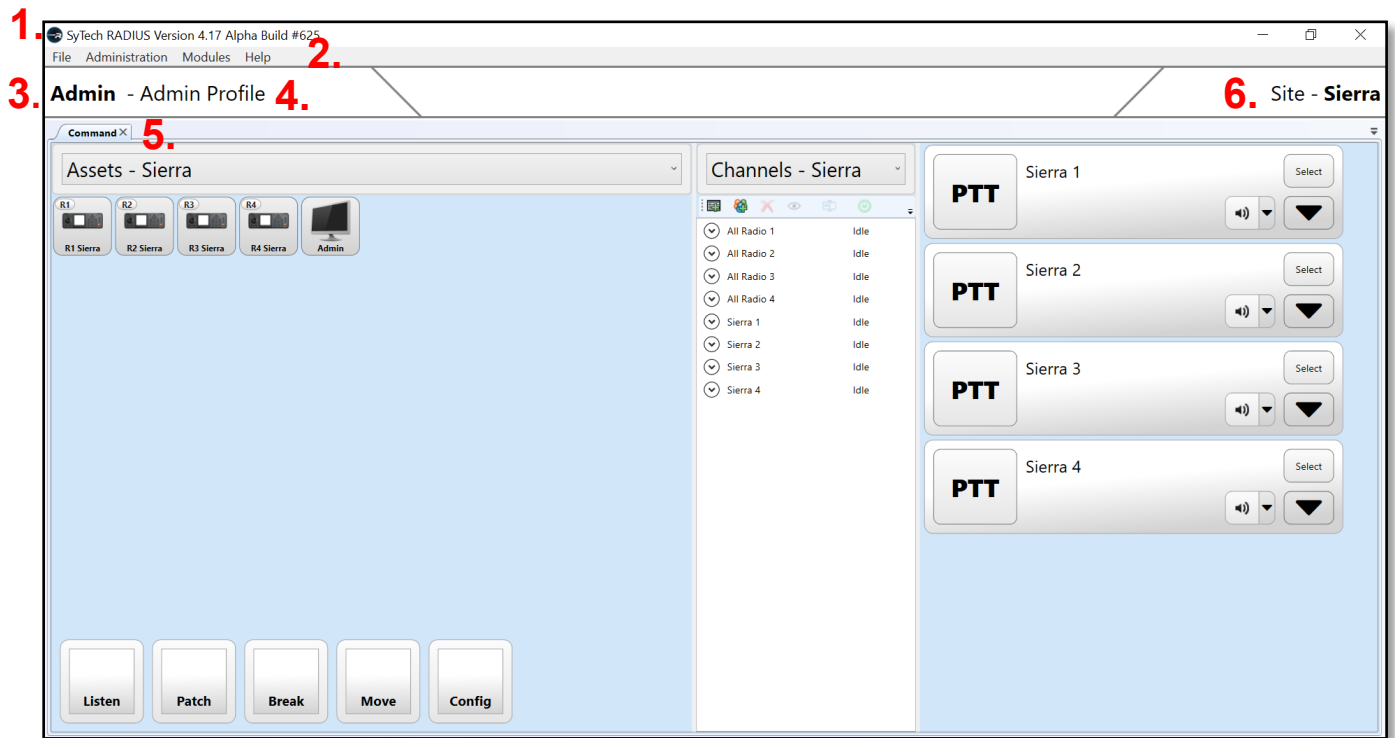 1.
SyTech RADIUS Version 4.17 Alpha Build #625
File Administration Modules Help
2.
3.
Admin - Admin Profile
4.
6.
Site - Sierra
Command
5.
Assets - Sierra
R1
R1 Sierra
R2
R2 Sierra
R3
R3 Sierra
R4
R4 Sierra
Admin
Listen
Patch
Break
Move
Config
Channels - Sierra
All Radio 1 Idle
All Radio 2 Idle
All Radio 3 Idle
All Radio 4 Idle
Sierra 1 Idle
Sierra 2 Idle
Sierra 3 Idle
Sierra 4 Idle
PTT
Sierra 1
Select
PTT
Sierra 2
Select
PTT
Sierra 3
Select
PTT
Sierra 4
Select